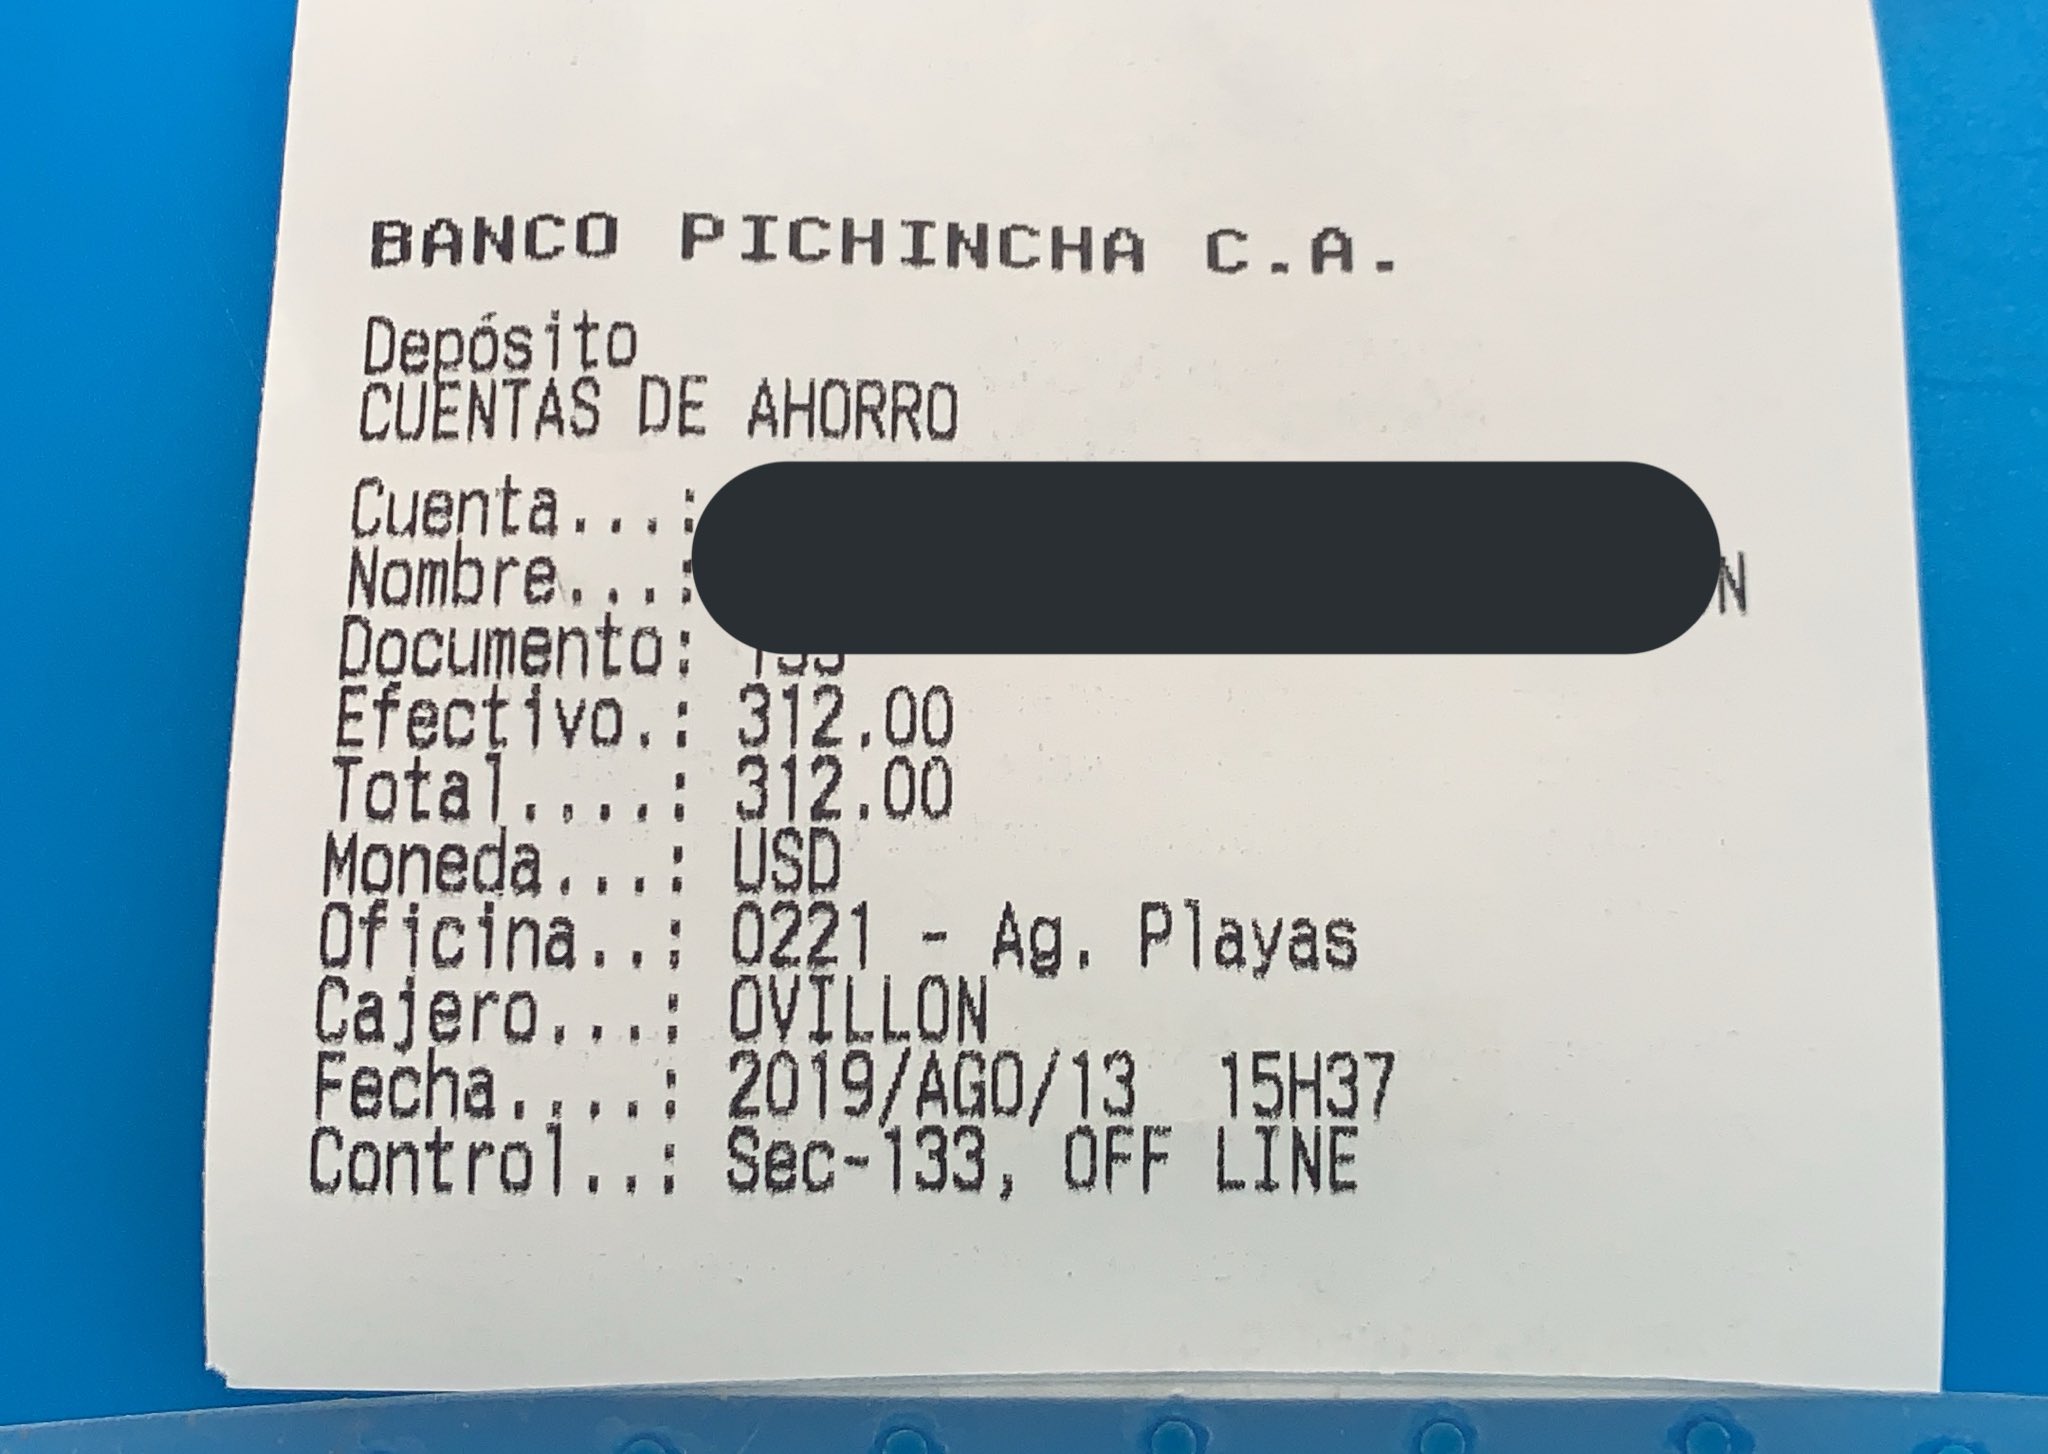 BANCO PICHINCHA C.A.
Depósito
CUENTAS DE AHORRO
Cuenta...:
Nombre...: N
Documento: 133
Efectivo.: 312.00
Total....: 312.00
Moneda...: USD
Oficina..: 0221 - Ag. Playas
Cajero...: OVILLON
Fecha....: 2019/AGO/13 15H37
Control..: Sec-133, OFF LINE